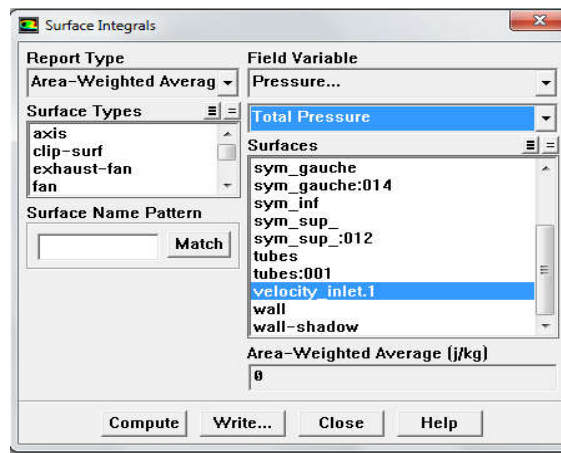 Surface Integrals
Report Type
Area-Weighted Averag
Surface Types
axis
clip-surf
exhaust-fan
fan
Surface Name Pattern
Match
Field Variable
Pressure...
Total Pressure
Surfaces
sym_gauche
sym_gauche:014
sym_inf
sym_sup_
sym_sup_:012
tubes
tubes:001
velocity_inlet.1
wall
wall-shadow
Area-Weighted Average (j/kg)
0
Compute Write... Close Help